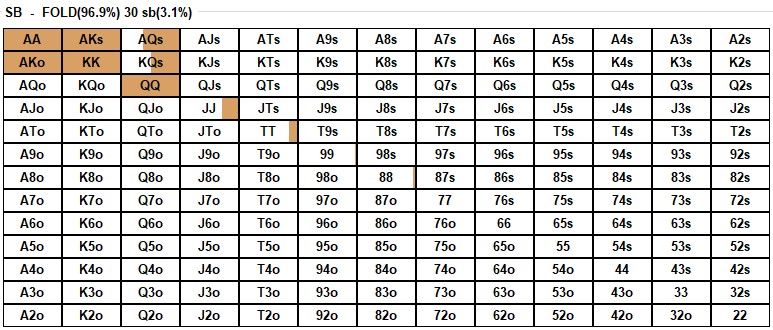 SB - FOLD(96.9%) 30 sb(3.1%)
AA AKs AQs AJs ATs A9s A8s A7s A6s A5s A4s A3s A2s
AKo KK KQs KJs KTs K9s K8s K7s K6s K5s K4s K3s K2s
AQo KQo QQ QJs QTs Q9s Q8s Q7s Q6s Q5s Q4s Q3s Q2s
AJo KJo QJo JJ JTs J9s J8s J7s J6s J5s J4s J3s J2s
ATo KTo QTo JTo TT T9s T8s T7s T6s T5s T4s T3s T2s
A9o K9o Q9o J9o T9o 99 98s 97s 96s 95s 94s 93s 92s
A8o K8o Q8o J8o T8o 98o 88 87s 86s 85s 84s 83s 82s
A7o K7o Q7o J7o T7o 97o 87o 77 76s 75s 74s 73s 72s
A6o K6o Q6o J6o T6o 96o 86o 76o 66 65s 64s 63s 62s
A5o K5o Q5o J5o T5o 95o 85o 75o 65o 55 54s 53s 52s
A4o K4o Q4o J4o T4o 94o 84o 74o 64o 54o 44 43s 42s
A3o K3o Q3o J3o T3o 93o 83o 73o 63o 53o 43o 33 32s
A2o K2o Q2o J2o T2o 92o 82o 72o 62o 52o 42o 32o 22